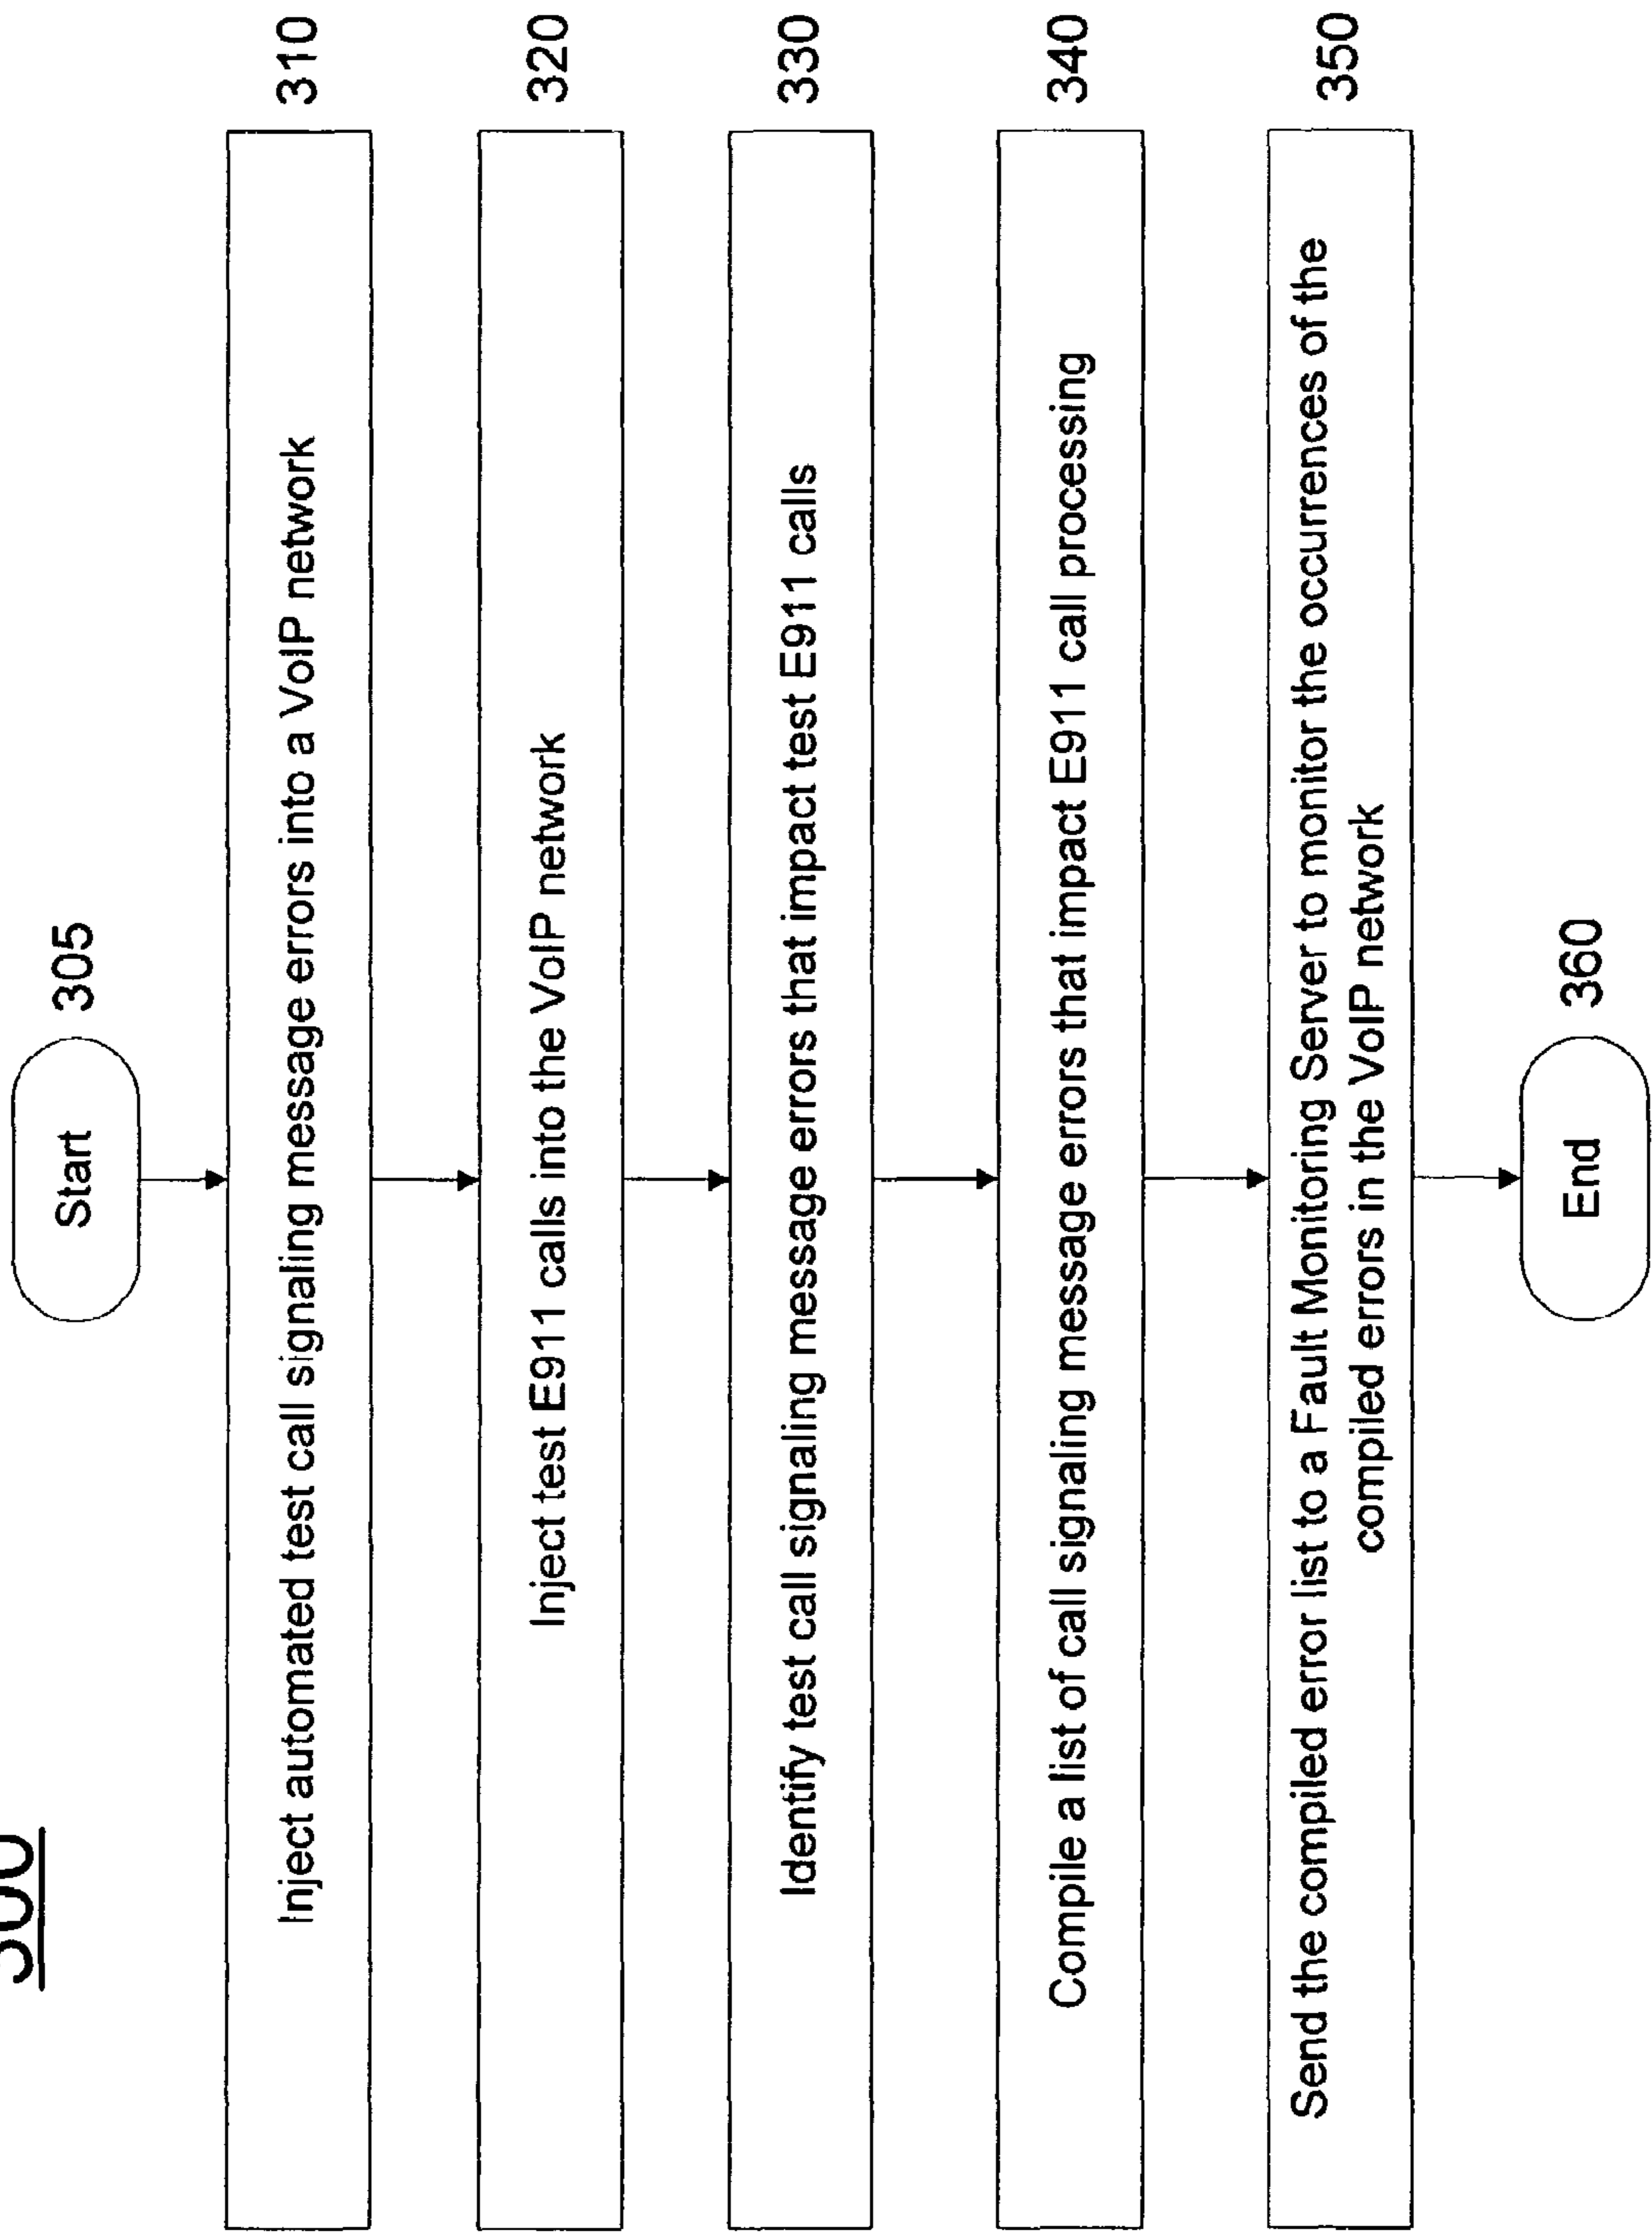 300
Start 305
Inject automated test call signaling message errors into a VoIP network 310
Inject test E911 calls into the VoIP network 320
Identify test call signaling message errors that impact test E911 calls 330
Compile a list of call signaling message errors that impact E911 call processing 340
Send the compiled error list to a Fault Monitoring Server to monitor the occurrences of the
compiled errors in the VoIP network 350
End 360